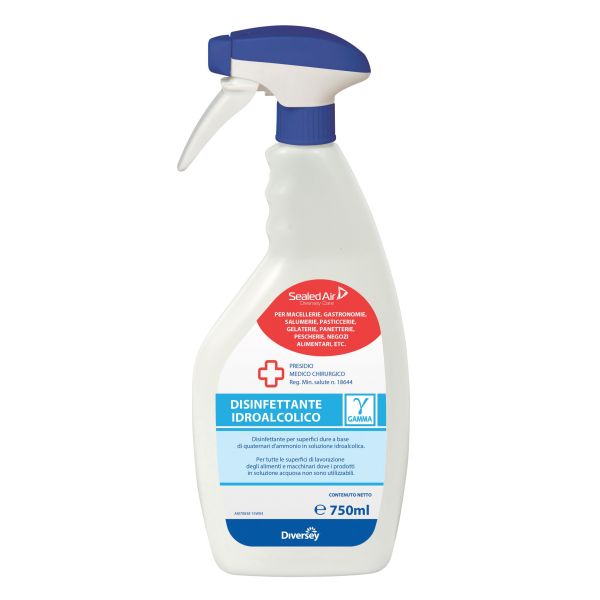 Sealed Air
Diversey Care
PER MACELLERIE, GASTRONOMIE,
SALUMERIE, PASTICCERIE,
GELATERIE, PANETTERIE,
PESCHERIE, NEGOZI
ALIMENTARI, ETC.
PRESIDIO
MEDICO CHIRURGICO
Reg. Min. salute n. 18644
DISINFETTANTE
IDROALCOLICO
γ
GAMMA
Disinfettante per superfici dure a base
di quaternari d'ammonio in soluzione idroalcolica.
Per tutte le superfici di lavorazione
degli alimenti e macchinari dove i prodotti
in soluzione acquosa non sono utilizzabili.
CONTENUTO NETTO
℮ 750ml
Diversey